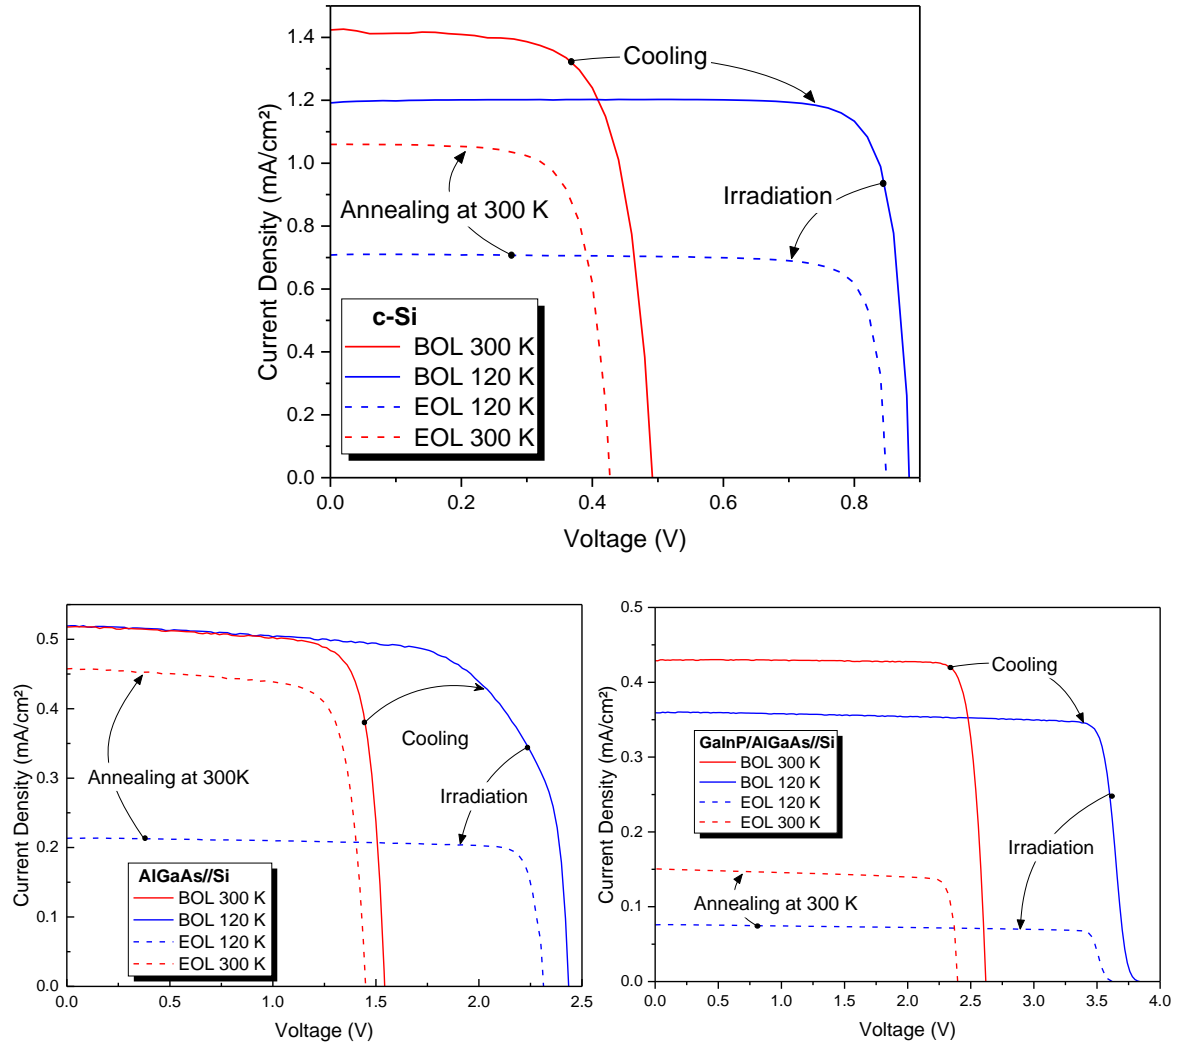 1.4
1.2
1.0
0.8
0.6
0.4
0.2
0.0
Current Density (mA/cm²)
Cooling
Irradiation
Annealing at 300 K
c-Si
BOL 300 K
BOL 120 K
EOL 120 K
EOL 300 K
0.0 0.2 0.4 0.6 0.8
Voltage (V)
0.5
0.4
0.3
0.2
0.1
0.0
Current Density (mA/cm²)
Cooling
Annealing at 300K
Irradiation
AlGaAs//Si
BOL 300 K
BOL 120 K
EOL 120 K
EOL 300 K
0.0 0.5 1.0 1.5 2.0 2.5
Voltage (V)
0.5
0.4
0.3
0.2
0.1
0.0
Current Density (mA/cm²)
Cooling
GaInP/AlGaAs//Si
BOL 300 K
BOL 120 K
EOL 120 K
EOL 300 K
Irradiation
Annealing at 300 K
0.0 0.5 1.0 1.5 2.0 2.5 3.0 3.5 4.0
Voltage (V)